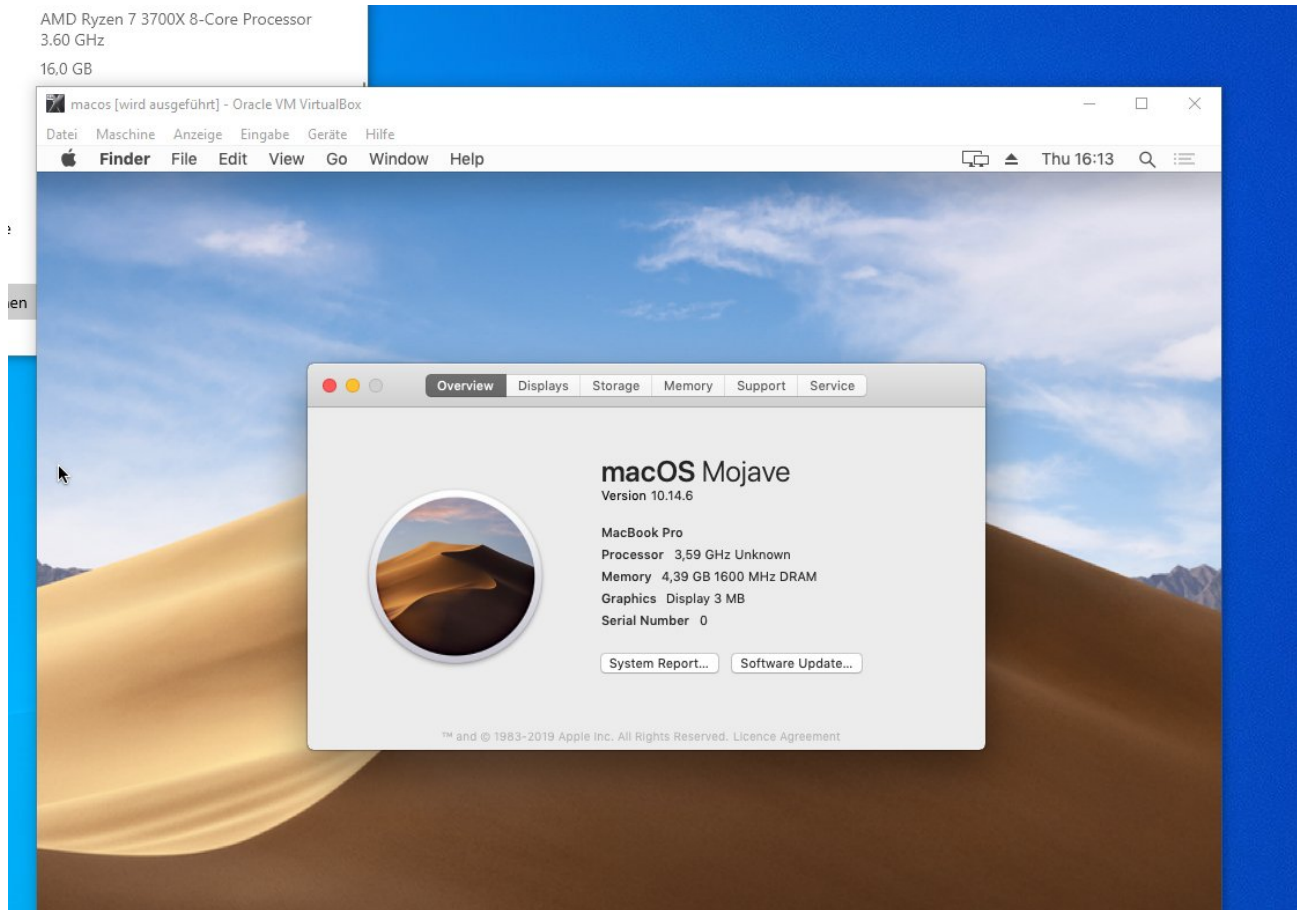 AMD Ryzen 7 3700X 8-Core Processor
3.60 GHz
16,0 GB
macos [wird ausgeführt] - Oracle VM VirtualBox
Datei Maschine Anzeige Eingabe Geräte Hilfe
Finder File Edit View Go Window Help Thu 16:13
Overview Displays Storage Memory Support Service
macOS Mojave
Version 10.14.6
MacBook Pro
Processor 3,59 GHz Unknown
Memory 4,39 GB 1600 MHz DRAM
Graphics Display 3 MB
Serial Number 0
System Report... Software Update...
™ and © 1983-2019 Apple Inc. All Rights Reserved. Licence Agreement